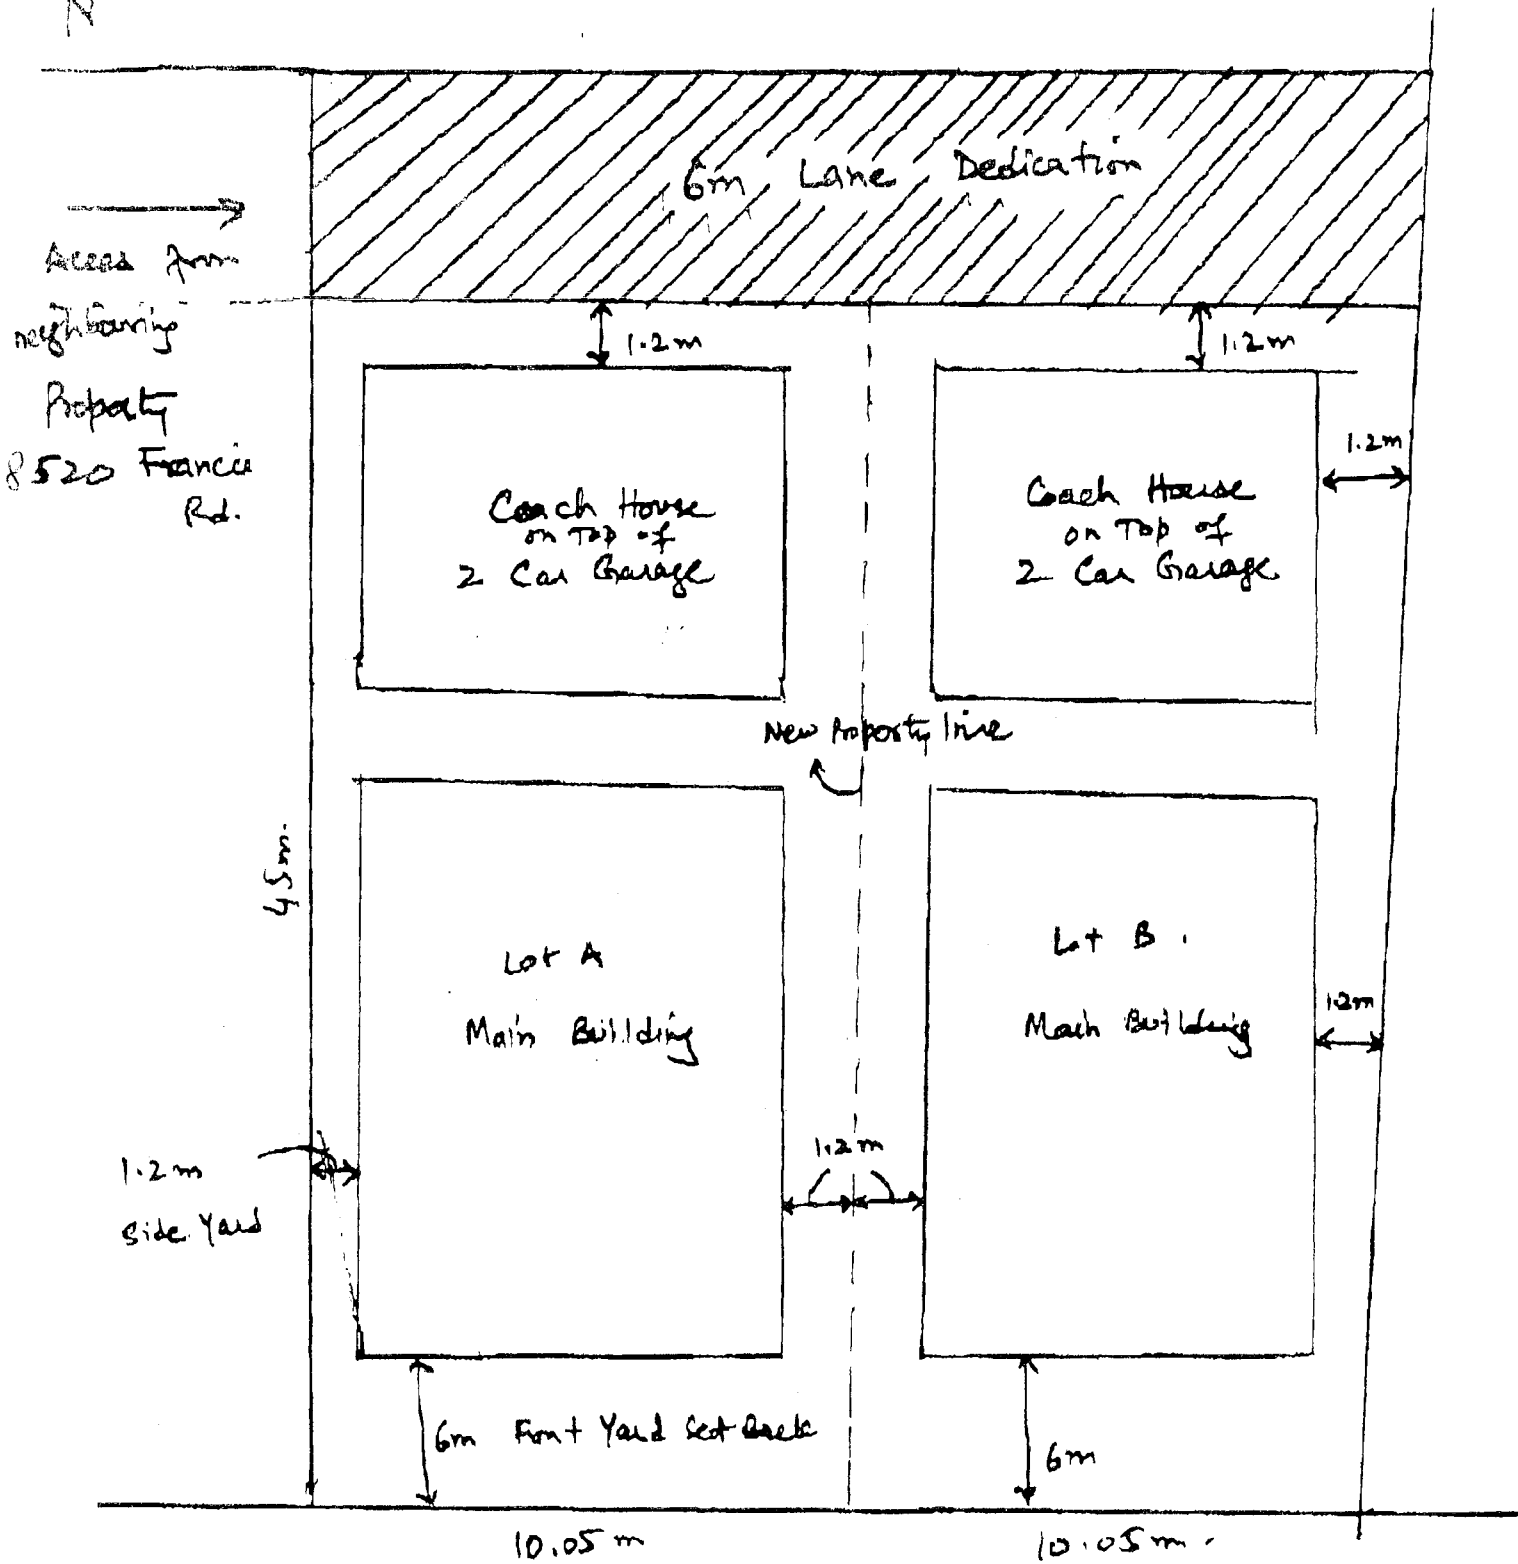 N
6m Lane Dedication
Access from
neighbouring
Property
8520 Francis
Rd.
1.2m
1.2m
1.2m
Coach House
on Top of
2 Car Garage
Coach House
on Top of
2 Car Garage
New Property line
45m.
Lot A
Main Building
Lot B.
Main Building
1.2m
1.2m
1.2m
Side Yard
6m Front Yard Set Back
6m
10.05m
10.05m.